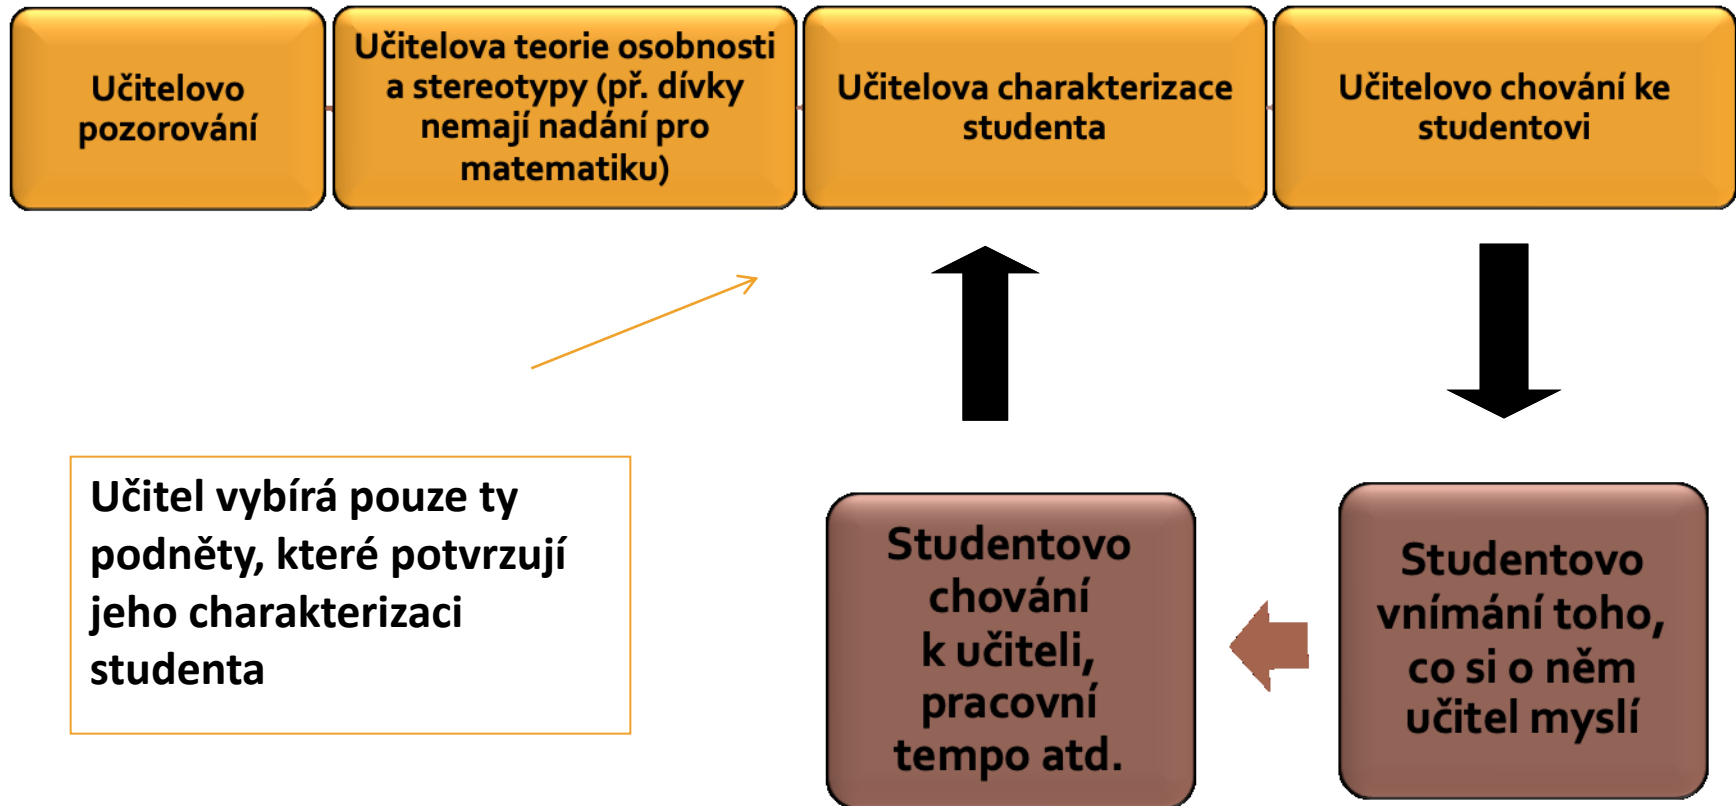 Učitelovo
pozorování
Učitelova teorie osobnosti
a stereotypy (př. dívky
nemají nadání pro
matematiku)
Učitelova charakterizace
studenta
Učitelovo chování ke
studentovi
Učitel vybírá pouze ty
podněty, které potvrzují
jeho charakterizaci
studenta
Studentovo
chování
k učiteli,
pracovní
tempo atd.
Studentovo
vnímání toho,
co si o něm
učitel myslí